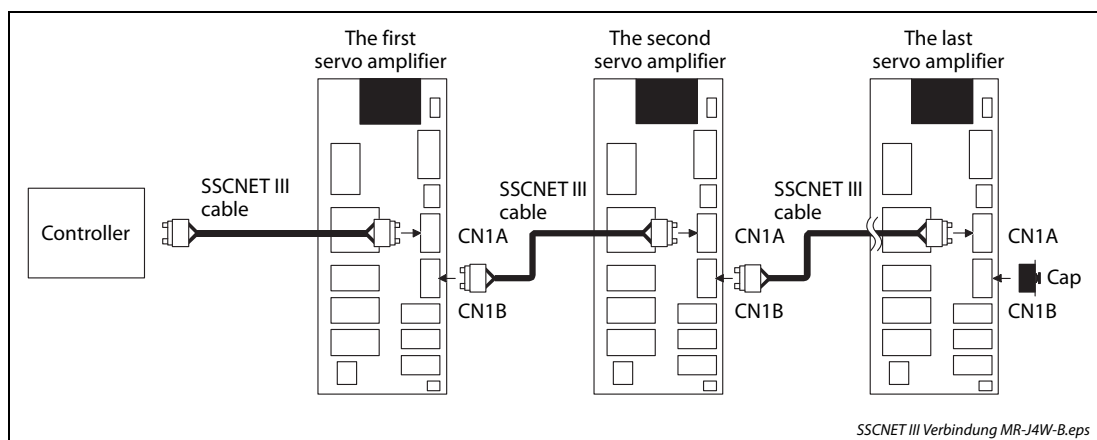 The first
servo amplifier
The second
servo amplifier
The last
servo amplifier
SSCNET III
cable
SSCNET III
cable
SSCNET III
cable
Controller
CN1A
CN1A
CN1A
Cap
CN1B
CN1B
CN1B
SSCNET III Verbindung MR-J4W-B.eps